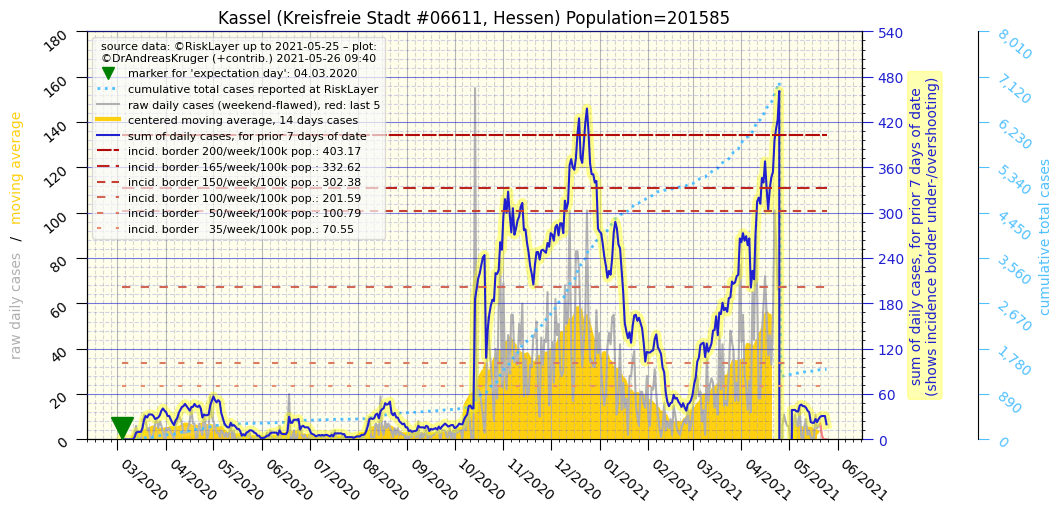 Kassel (Kreisfreie Stadt #06611, Hessen) Population=201585
source data: ©RiskLayer up to 2021-05-25 – plot:
©DrAndreasKruger (+contrib.) 2021-05-26 09:40
marker for 'expectation day': 04.03.2020
cumulative total cases reported at RiskLayer
raw daily cases (weekend-flawed), red: last 5
centered moving average, 14 days cases
sum of daily cases, for prior 7 days of date
incid. border 200/week/100k pop.: 403.17
incid. border 165/week/100k pop.: 332.62
incid. border 150/week/100k pop.: 302.38
incid. border 100/week/100k pop.: 201.59
incid. border   50/week/100k pop.: 100.79
incid. border   35/week/100k pop.: 70.55
raw daily cases / moving average
180
160
140
120
100
80
60
40
20
0
03/2020
04/2020
05/2020
06/2020
07/2020
08/2020
09/2020
10/2020
11/2020
12/2020
01/2021
02/2021
03/2021
04/2021
05/2021
06/2021
540
480
420
360
300
240
180
120
60
0
sum of daily cases, for prior 7 days of date
(shows incidence border under-/overshooting)
8,010
7,120
6,230
5,340
4,450
3,560
2,670
1,780
890
0
cumulative total cases